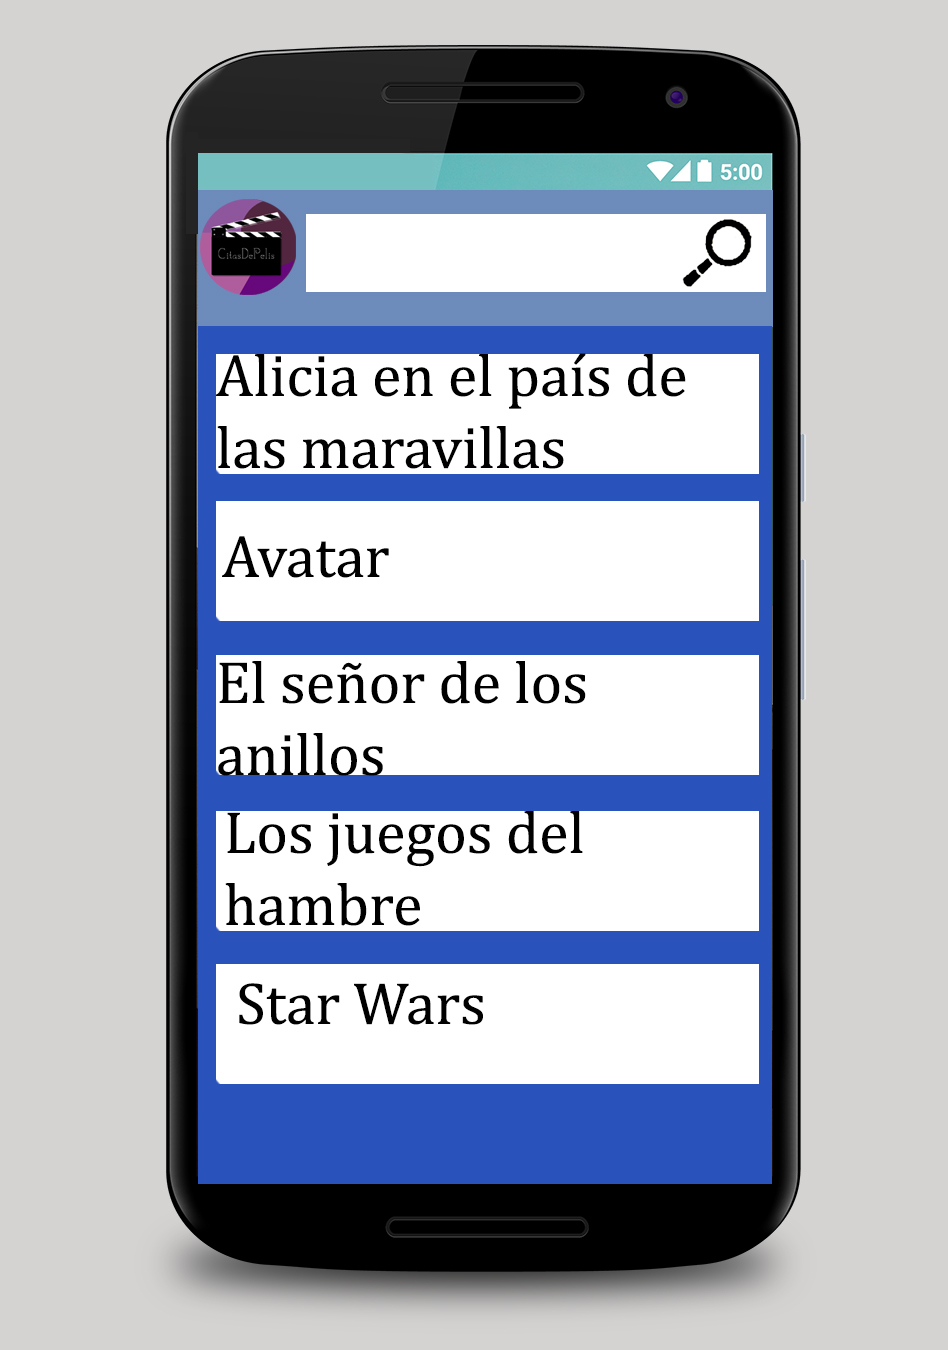 5:00
CitasDePelis
Alicia en el país de
las maravillas
Avatar
El señor de los
anillos
Los juegos del
hambre
Star Wars